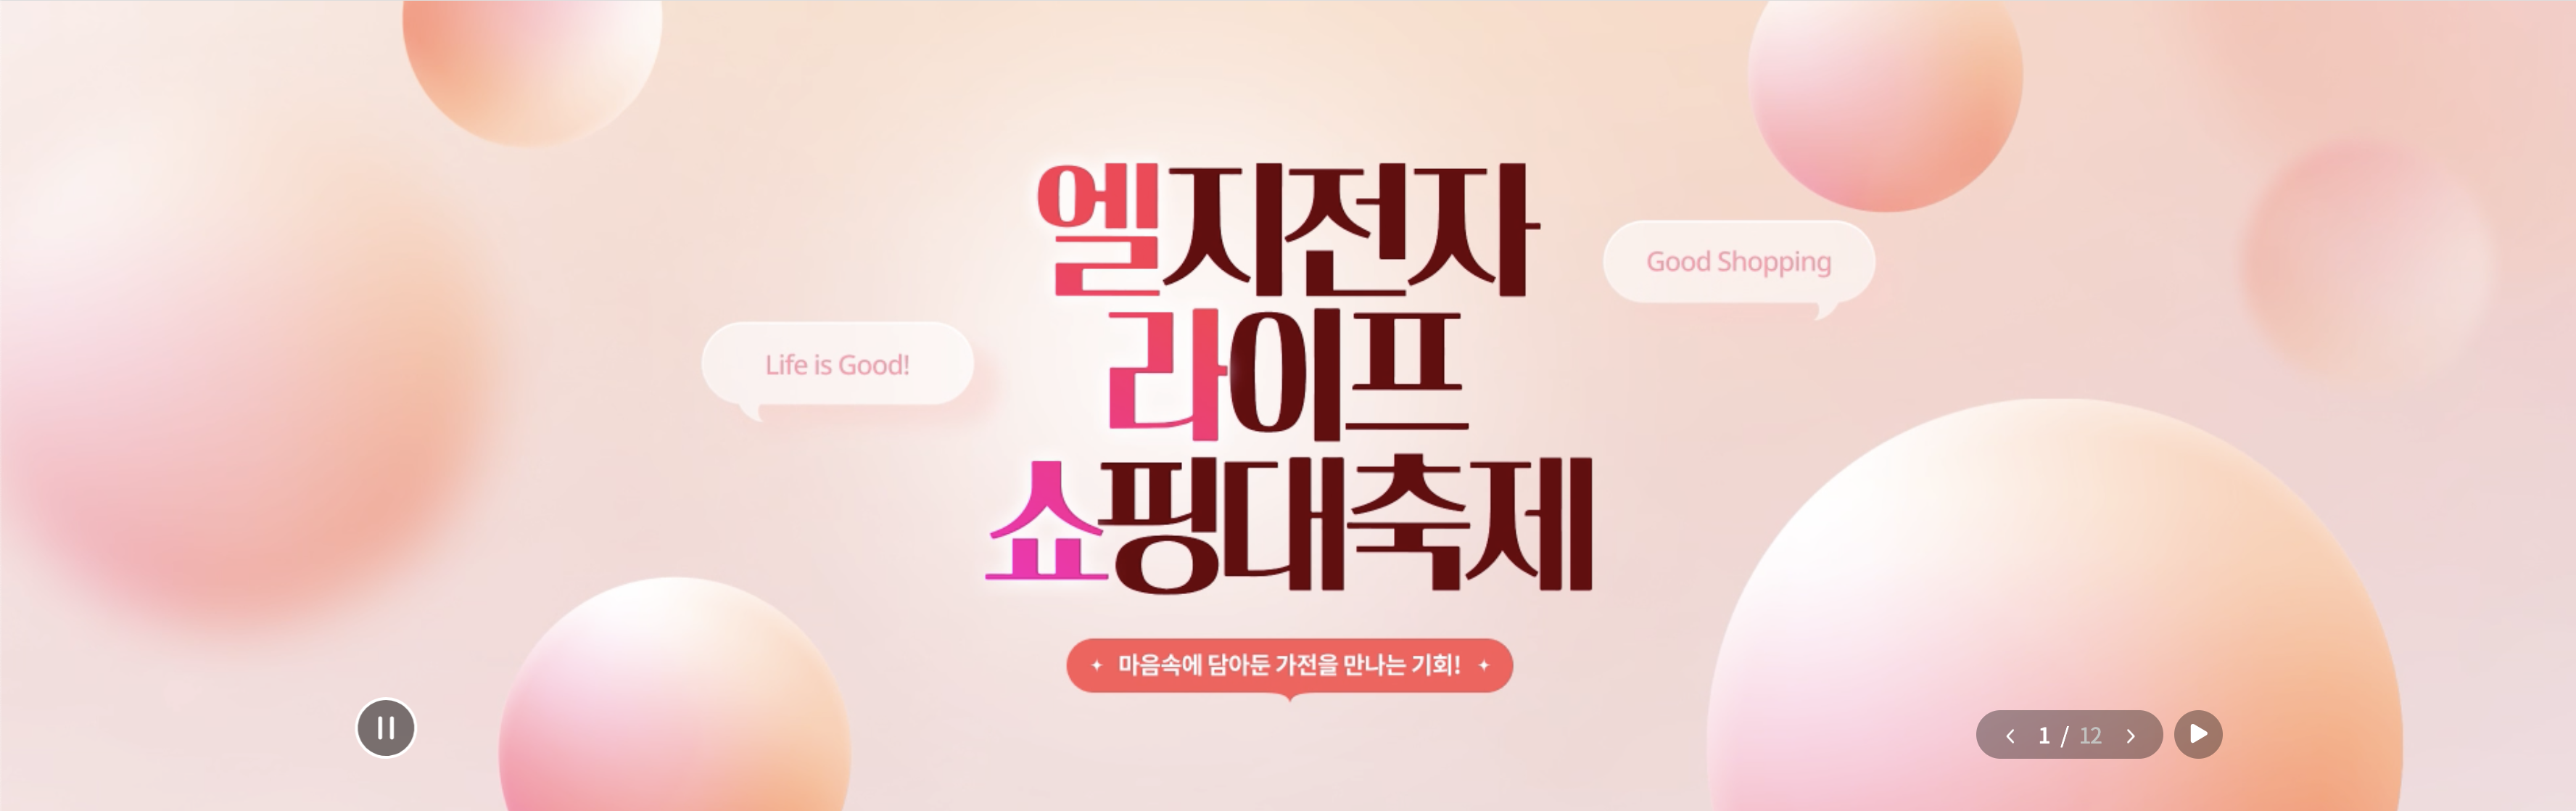 엘지전자
라이프
쇼핑대축제
Good Shopping
Life is Good!
마음속에 담아둔 가전을 만나는 기회!
1 / 12